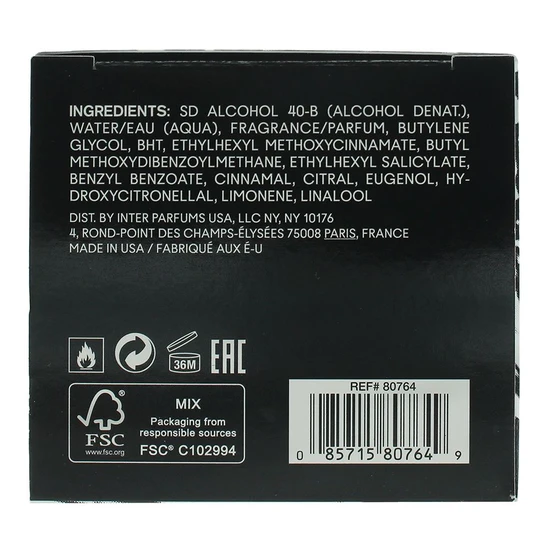 INGREDIENTS: SD ALCOHOL 40-B (ALCOHOL DENAT.),
WATER/EAU (AQUA), FRAGRANCE/PARFUM, BUTYLENE
GLYCOL, BHT, ETHYLHEXYL METHOXYCINNAMATE, BUTYL
METHOXYDIBENZOYLMETHANE, ETHYLHEXYL SALICYLATE,
BENZYL BENZOATE, CINNAMAL, CITRAL, EUGENOL, HY-
DROXYCITRONELLAL, LIMONENE, LINALOOL
DIST. BY INTER PARFUMS USA, LLC NY, NY 10176
4, ROND-POINT DES CHAMPS-ÉLYSÉES 75008 PARIS, FRANCE
MADE IN USA / FABRIQUÉ AUX É-U
36M
EAC
FSC
www.fsc.org
MIX
Packaging from
responsible sources
FSC® C102994
REF# 80764
0 85715 80764 9